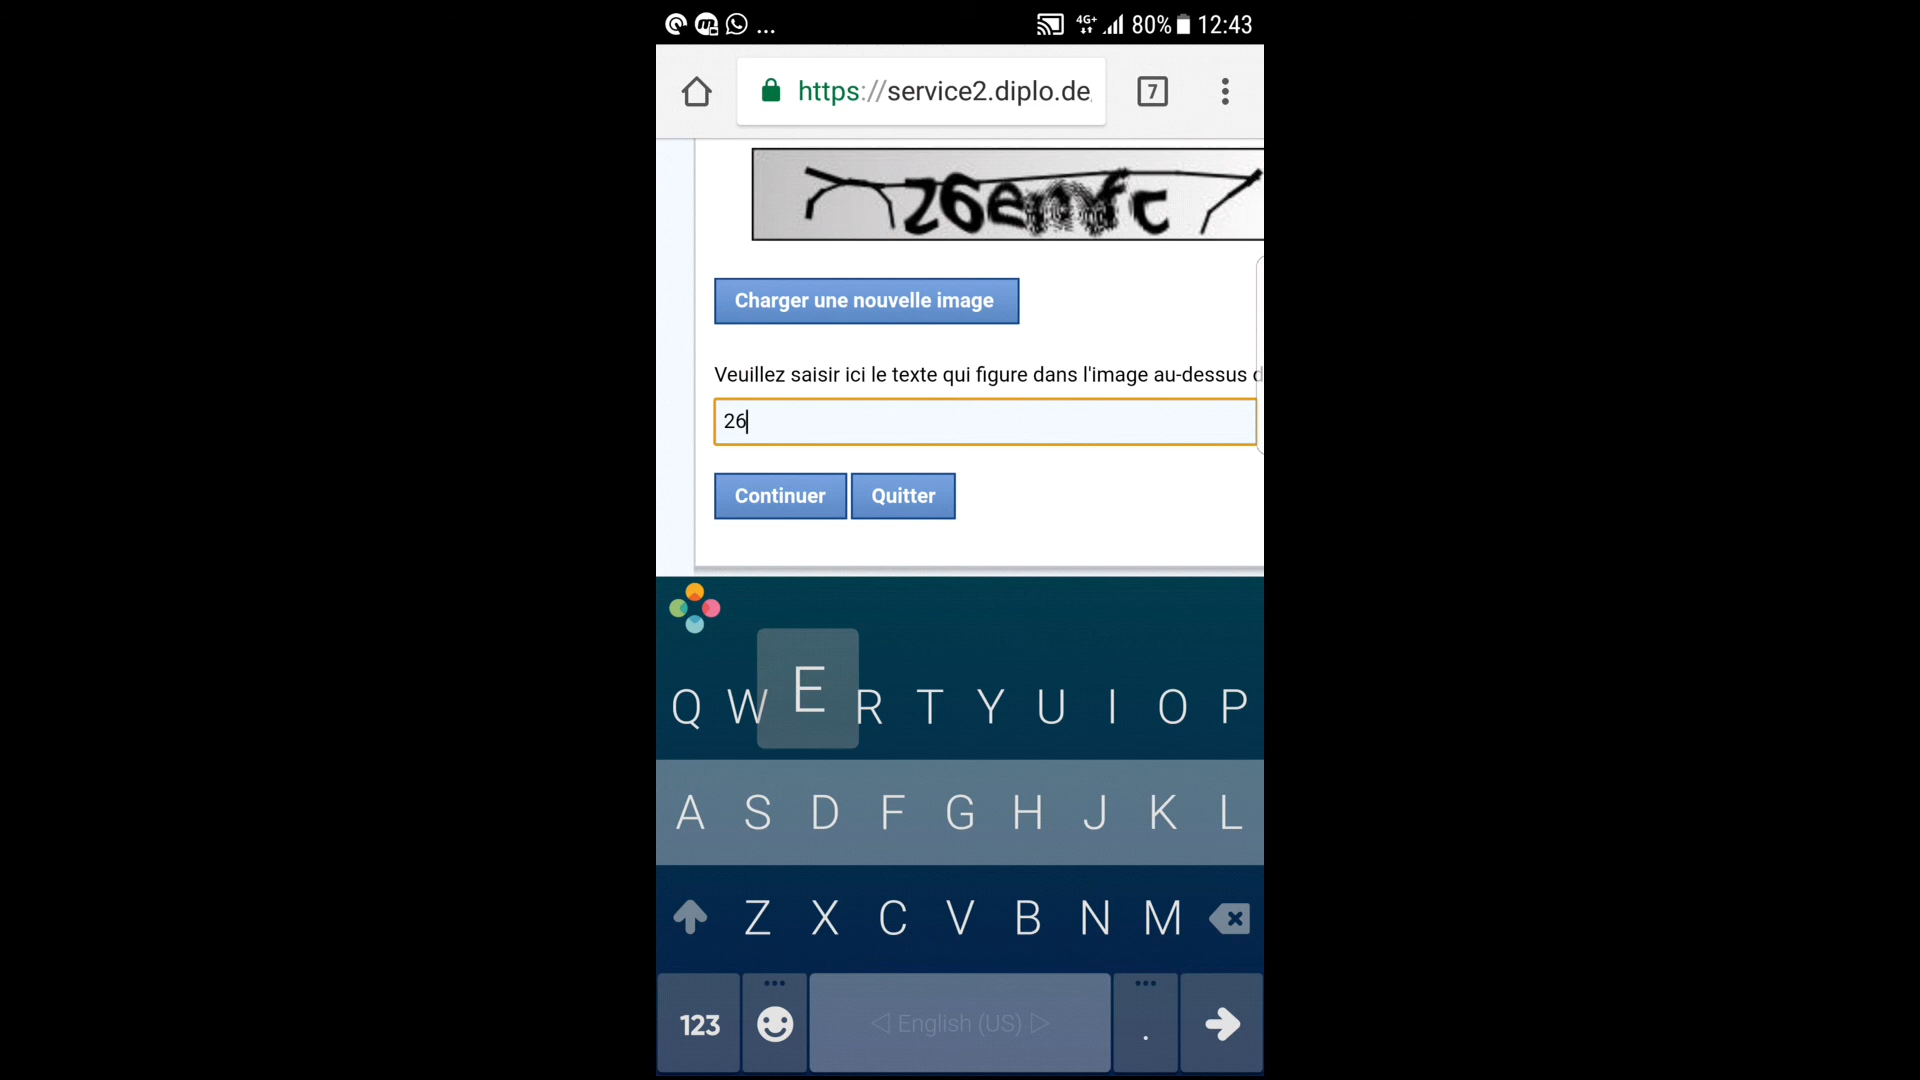 ... 4G+ 80% 12:43
https://service2.diplo.de 7
Charger une nouvelle image
Veuillez saisir ici le texte qui figure dans l'image au-dessus
26
Continuer Quitter
Q W E R T Y U I O P
A S D F G H J K L
Z X C V B N M
123 English (US) .